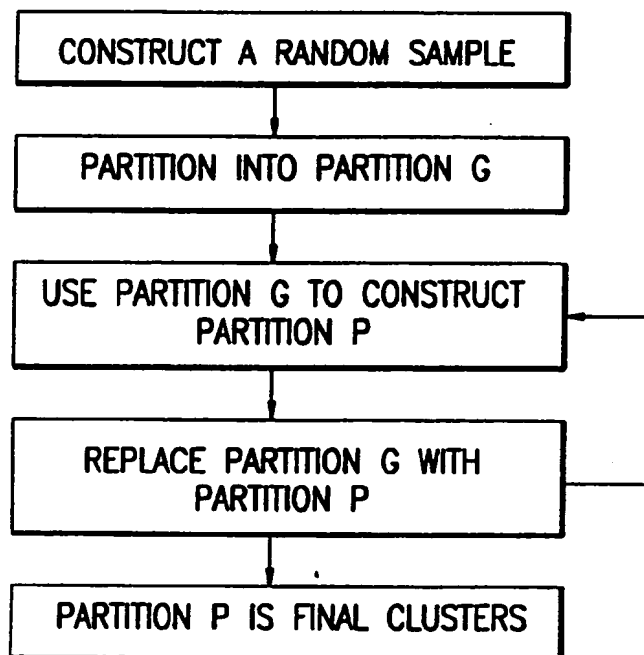 CONSTRUCT A RANDOM SAMPLE
PARTITION INTO PARTITION G
USE PARTITION G TO CONSTRUCT
PARTITION P
REPLACE PARTITION G WITH
PARTITION P
PARTITION P IS FINAL CLUSTERS